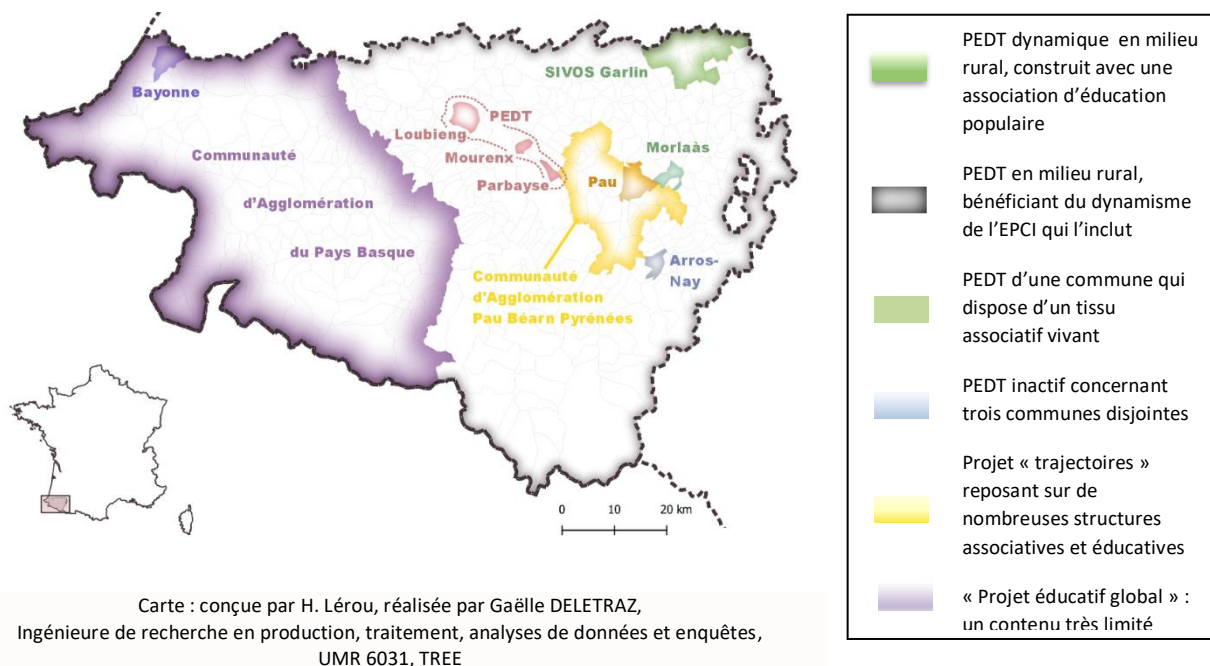 Bayonne
SIVOS Garlin
PEDT
Loubieng
Mourenx
Parbayse
Morlaàs
Pau
Communauté
d'Agglomération
du Pays Basque
Arros-
Nay
Communauté
d'Agglomération
Pau Béarn Pyrénées
0 10 20 km
Carte : conçue par H. Lérou, réalisée par Gaëlle DELETRAZ,
Ingénieure de recherche en production, traitement, analyses de données et enquêtes,
UMR 6031, TREE
PEDT dynamique en milieu
rural, construit avec une
association d’éducation
populaire
PEDT en milieu rural,
bénéficiant du dynamisme
de l’EPCI qui l’inclut
PEDT d’une commune qui
dispose d’un tissu
associatif vivant
PEDT inactif concernant
trois communes disjointes
Projet « trajectoires »
reposant sur de
nombreuses structures
associatives et éducatives
« Projet éducatif global » :
un contenu très limité